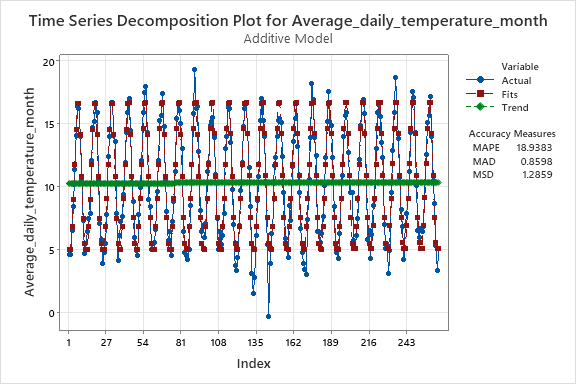 Time Series Decomposition Plot for Average_daily_temperature_month
Additive Model
Average_daily_temperature_month
20
15
10
5
0
1 27 54 81 108 135 162 189 216 243
Index
Variable
Actual
Fits
Trend
Accuracy Measures
MAPE 18.9383
MAD 0.8598
MSD 1.2859